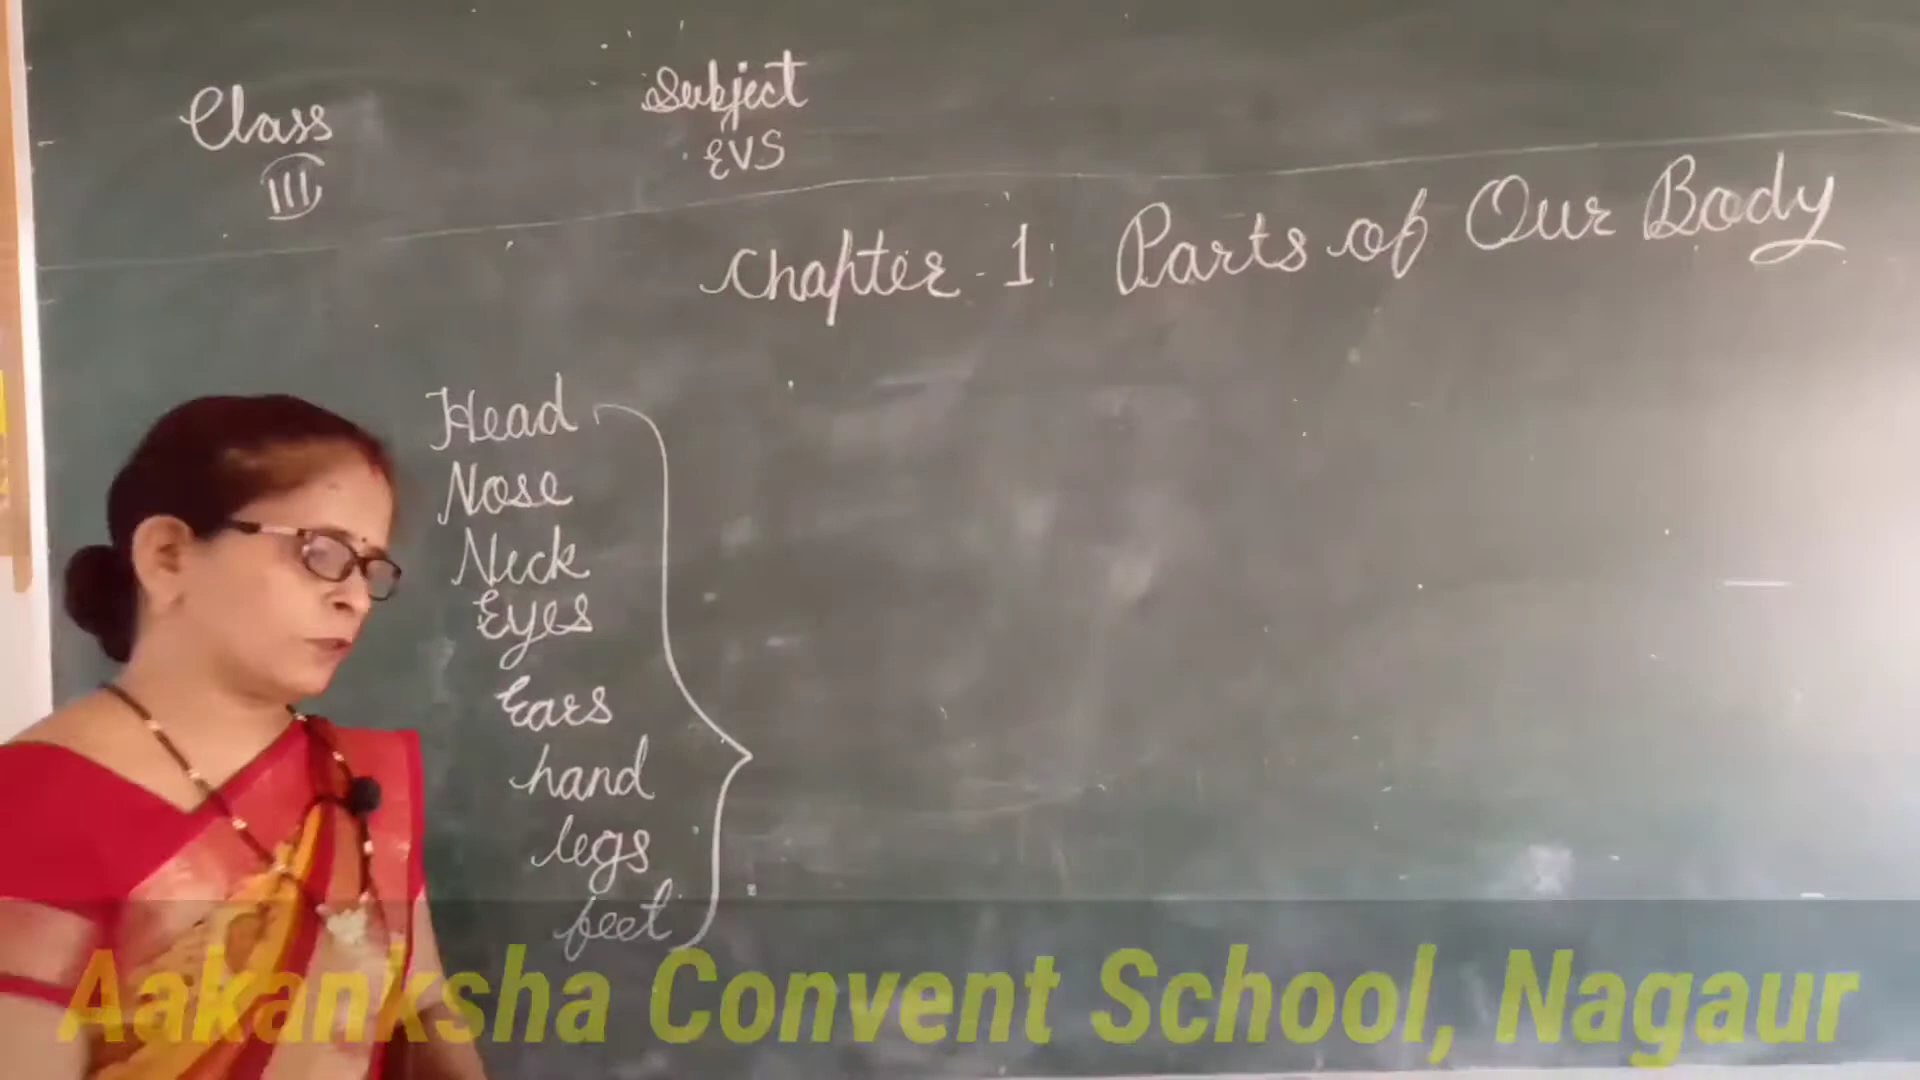 Class
III
Subject
EVS
Chapter - 1 Parts of Our Body
Head
Nose
Neck
Eyes
Ears
hand
legs
feet
Aakanksha Convent School, Nagaur